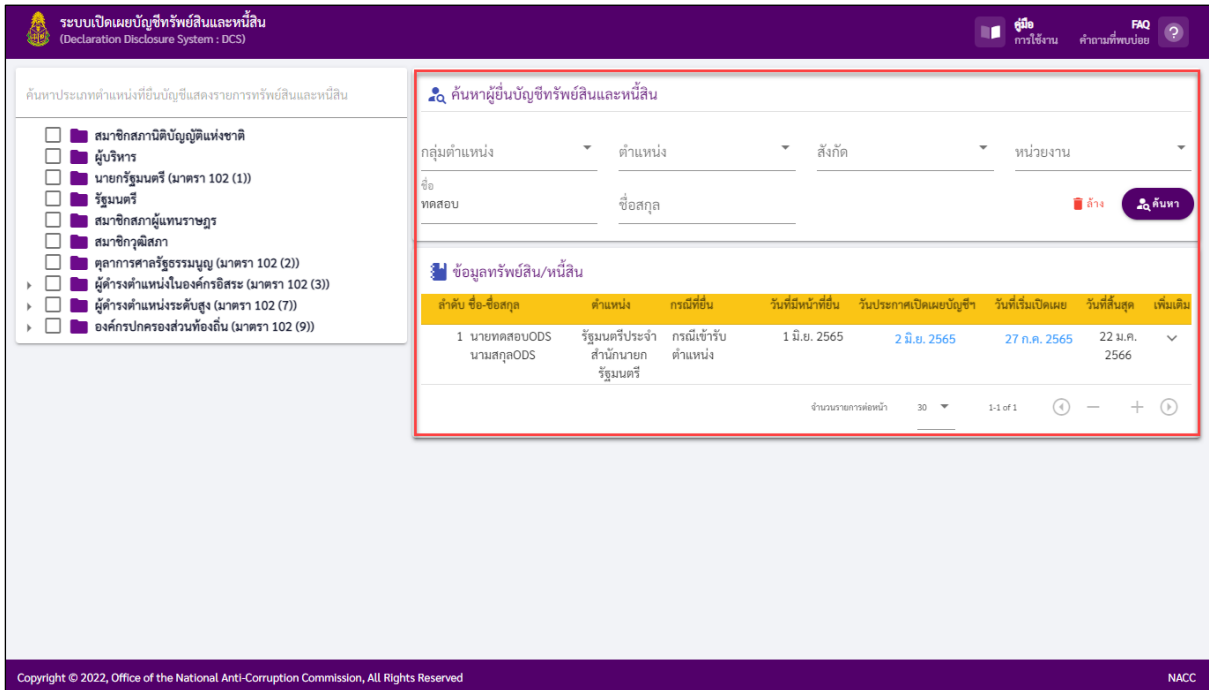 ระบบเปิดเผยบัญชีทรัพย์สินและหนี้สิน
(Declaration Disclosure System : DCS)
คู่มือ
การใช้งาน
FAQ
คำถามที่พบบ่อย
?
ค้นหาประเภทตำแหน่งที่ยื่นบัญชีแสดงรายการทรัพย์สินและหนี้สิน
สมาชิกสภานิติบัญญัติแห่งชาติ
ผู้บริหาร
นายกรัฐมนตรี (มาตรา 102 (1))
รัฐมนตรี
สมาชิกสภาผู้แทนราษฎร
สมาชิกวุฒิสภา
ตุลาการศาลรัฐธรรมนูญ (มาตรา 102 (2))
ผู้ดำรงตำแหน่งในองค์กรอิสระ (มาตรา 102 (3))
ผู้ดำรงตำแหน่งระดับสูง (มาตรา 102 (7))
องค์กรปกครองส่วนท้องถิ่น (มาตรา 102 (9))
ค้นหาผู้ยื่นบัญชีทรัพย์สินและหนี้สิน
กลุ่มตำแหน่ง ตำแหน่ง สังกัด หน่วยงาน
ชื่อ
ทดสอบ ชื่อสกุล ล้าง ค้นหา
ข้อมูลทรัพย์สิน/หนี้สิน
ลำดับ ชื่อ-ชื่อสกุล ตำแหน่ง กรณีที่ยื่น วันที่มีหน้าที่ยื่น วันประกาศเปิดเผยบัญชีฯ วันที่เริ่มเปิดเผย วันที่สิ้นสุด เพิ่มเติม
1 นายทดสอบODS รัฐมนตรีประจำ กรณีเข้ารับ 1 มิ.ย. 2565 2 มิ.ย. 2565 27 ก.ค. 2565 22 ม.ค.
นามสกุลODS สำนักนายก ตำแหน่ง 2566
รัฐมนตรี
จำนวนรายการต่อหน้า 30 1-1 of 1
Copyright © 2022, Office of the National Anti-Corruption Commission, All Rights Reserved
NACC